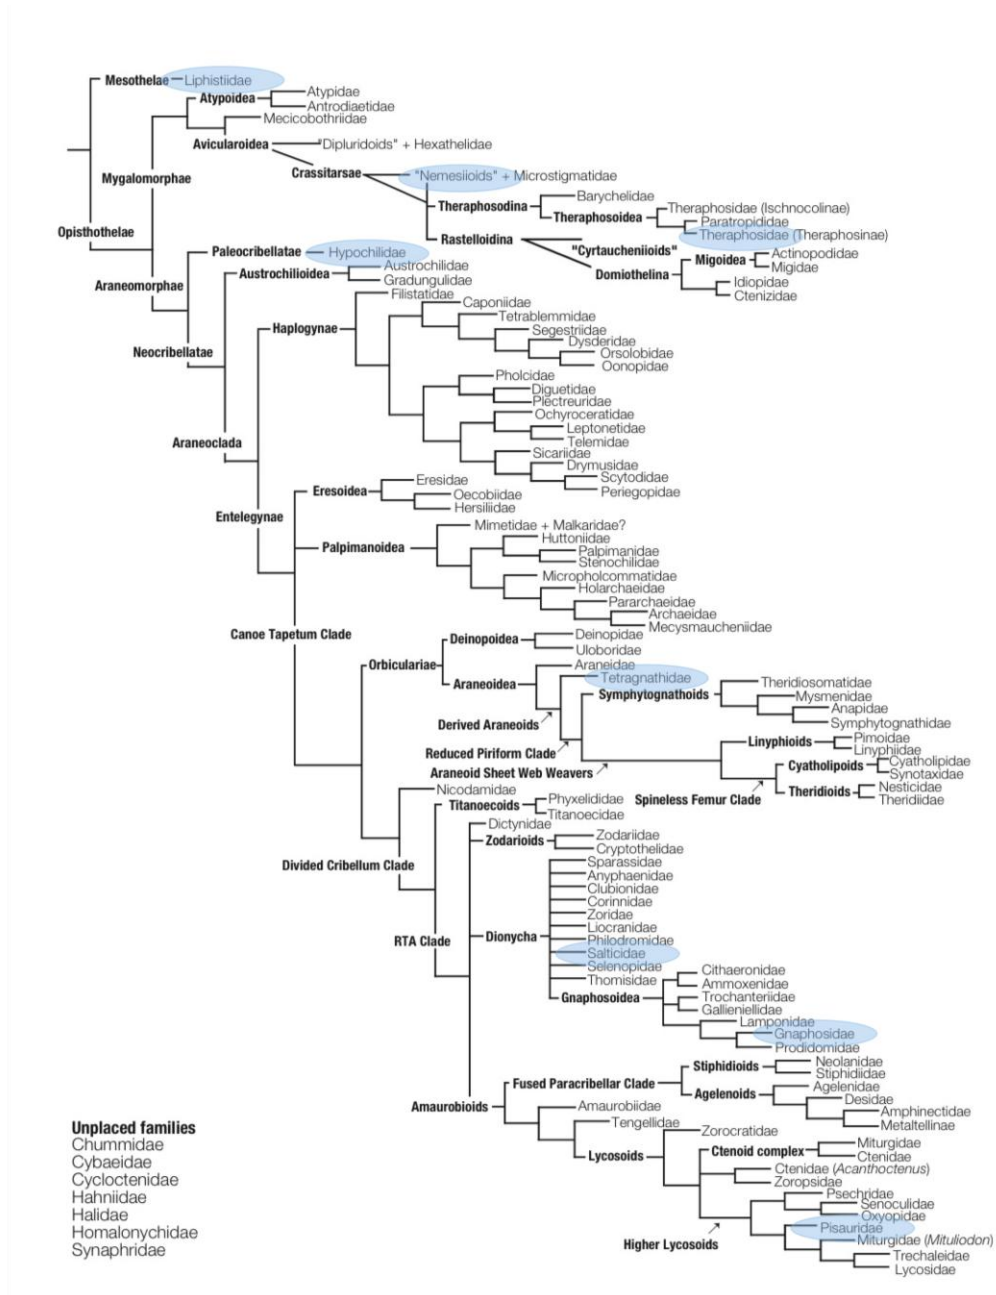 Mesothelae Liphistiidae
Atypoidea Atypidae
Antrodiaetidae
Mecicobothriidae
Avicularoidea "Dipluridoids" + Hexathelidae
Crassitarsae "Nemesiioids" + Microstigmatidae
Mygalomorphae
Barychelidae
Theraphosodina
Theraphosidae (Ischnocolinae)
Theraphosoidea
Paratropididae
Opisthothelae
Theraphosidae (Theraphosinae)
Rastelloidina
"Cyrtauchenioids"
Paleocribellatae Hypochilidae
Migoidea Actinopodidae
Migidae
Austrochilioidea Austrochilidae
Domiothelina
Gradungulidae
Idiopidae
Araneomorphae
Ctenizidae
Filistatidae
Caponiidae
Tetrablemmidae
Haplogynae
Segestriidae
Dysderidae
Neocribellatae
Orsolobidae
Oonopidae
Pholcidae
Diguetidae
Plectreuridae
Ochyroceratidae
Leptonetidae
Araneoclada
Telemidae
Sicariidae
Drymusidae
Scytodidae
Periegopidae
Eresoidea Eresidae
Oecobiidae
Hersiliidae
Entelegynae
Mimetidae + Malkaridae?
Huttoniidae
Palpimanoidea
Palpimanidae
Stenochilidae
Micropholcommatidae
Holarchaeidae
Pararchaeidae
Archaeidae
Mecysmaucheniidae
Canoe Tapetum Clade
Deinopoidea Deinopidae
Uloboridae
Orbiculariae
Araneidae
Araneoidea
Tetragnathidae
Symphytognathoids Theridiosomatidae
Mysmenidae
Anapidae
Symphytognathidae
Derived Araneoids
Linyphioids Pimoidae
Linyphiidae
Reduced Piriform Clade
Cyatholipoids Cyatholipidae
Synotaxidae
Araneoid Sheet Web Weavers
Theridioids Nesticidae
Theridiidae
Spineless Femur Clade
Nicodamidae
Titanoecoids Phyxelididae
Titanoecidae
Dictynidae
Zodarioids Zodariidae
Cryptothelidae
Divided Cribellum Clade
Sparassidae
Anyphaenidae
Clubionidae
Corinnidae
Zoridae
Liocranidae
RTA Clade
Dionycha
Philodromidae
Salticidae
Selenopidae
Thomisidae
Gnaphosoidea
Cithaeronidae
Ammoxenidae
Trochanteriidae
Gallieniellidae
Lamponidae
Gnaphosidae
Prodidomidae
Stiphidioids Neolanidae
Stiphidiidae
Fused Paracribellar Clade
Agelenoids Agelenidae
Desidae
Amphinectidae
Metaltellinae
Amaurobioids
Amaurobiidae
Tengellidae
Zorocratidae
Lycosoids
Ctenoid complex Miturgidae
Ctenidae
Ctenidae (Acanthoctenus)
Zoropsidae
Psechridae
Senoculidae
Oxyopidae
Pisauridae
Higher Lycosoids
Miturgidae (Mituliodon)
Trechaleidae
Lycosidae
Unplaced families
Chummidae
Cybaeidae
Cycloctenidae
Hahniidae
Halidae
Homalonychidae
Synaphridae